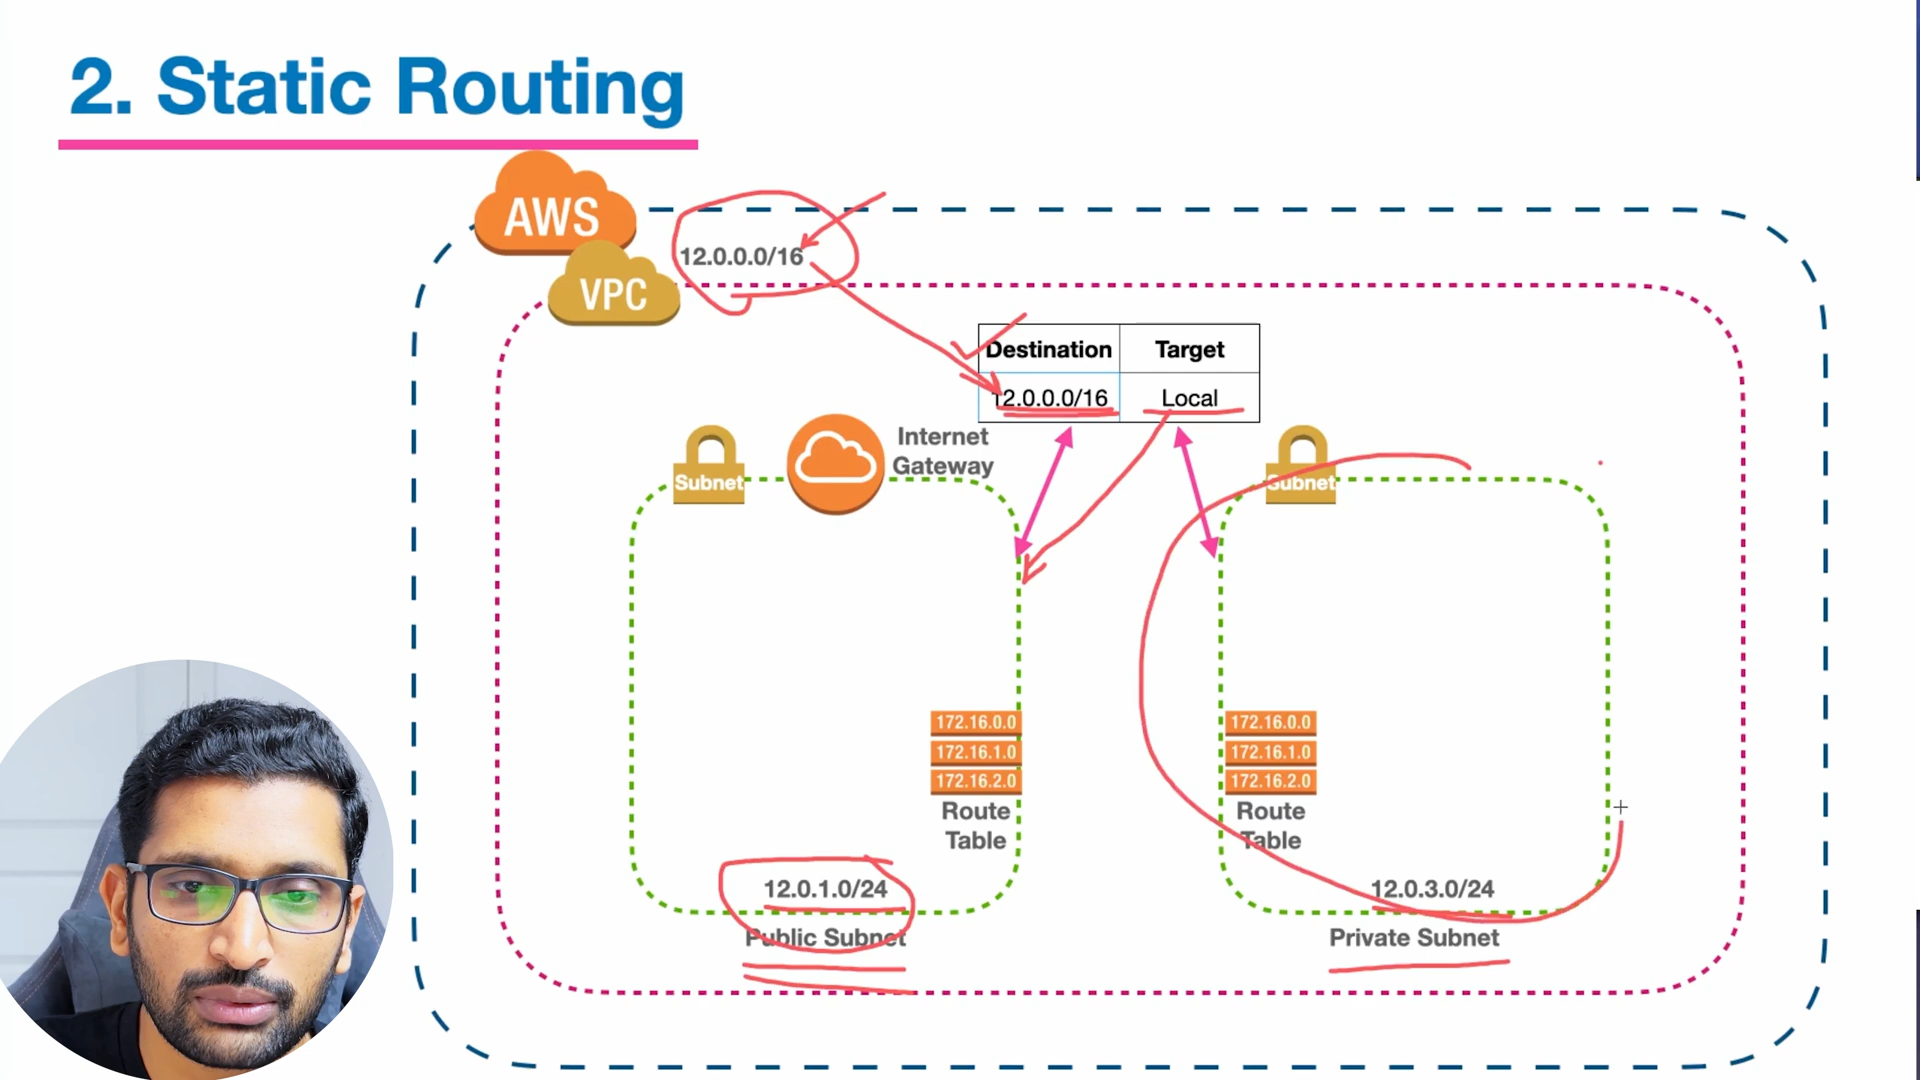 2. Static Routing
AWS
12.0.0.0/16
VPC
Destination Target
12.0.0.0/16 Local
Internet
Gateway
Subnet
Subnet
172.16.0.0
172.16.1.0
172.16.2.0
Route
Table
172.16.0.0
172.16.1.0
172.16.2.0
Route
Table
12.0.1.0/24
Public Subnet
12.0.3.0/24
Private Subnet